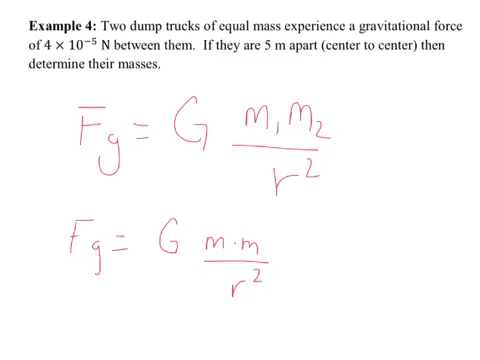 Example 4: Two dump trucks of equal mass experience a gravitational force
of 4 × 10⁻⁵ N between them. If they are 5 m apart (center to center) then
determine their masses.
Fg = G m₁m₂ / r²
Fg = G m·m / r²